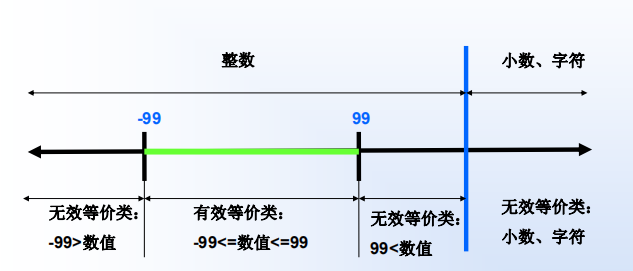 整数
小数、字符
-99
99
无效等价类：
-99>数值
有效等价类：
-99<=数值<=99
无效等价类：
99<数值
无效等价类：
小数、字符